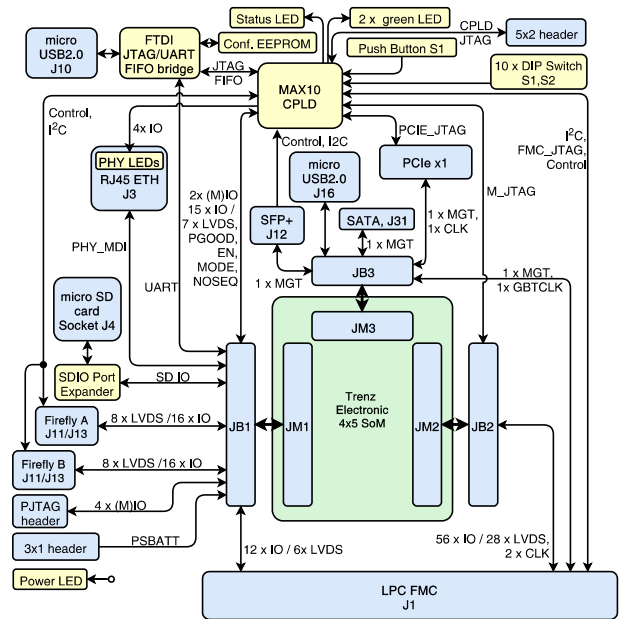 Status LED
2 x green LED
micro
USB2.0
J10
FTDI
JTAG/UART
FIFO bridge
Conf. EEPROM
CPLD
JTAG
5x2 header
Push Button S1
JTAG
FIFO
MAX10
CPLD
10 x DIP Switch
S1,S2
Control,
I²C
4x IO
PHY LEDs
RJ45 ETH
J3
Control, I2C
PCIE_JTAG
I²C,
FMC_JTAG,
Control
micro
USB2.0
J16
PCIe x1
M_JTAG
2x (M)IO
15 x IO /
7 x LVDS,
PGOOD,
EN,
MODE,
NOSEQ
SFP+
J12
SATA, J31
1 x MGT,
1x CLK
PHY_MDI
1 x MGT
UART
1 x MGT
JB3
1 x MGT,
1x GBTCLK
micro SD
card
Socket J4
JM3
SDIO Port
Expander
SD IO
Trenz
Electronic
4x5 SoM
JB1
JM1
JM2
JB2
Firefly A
J11/J13
8 x LVDS /16 x IO
Firefly B
J11/J13
8 x LVDS /16 x IO
PJTAG
header
4 x (M)IO
3x1 header
PSBATT
12 x IO / 6x LVDS
56 x IO / 28 x LVDS,
2 x CLK
Power LED
LPC FMC
J1